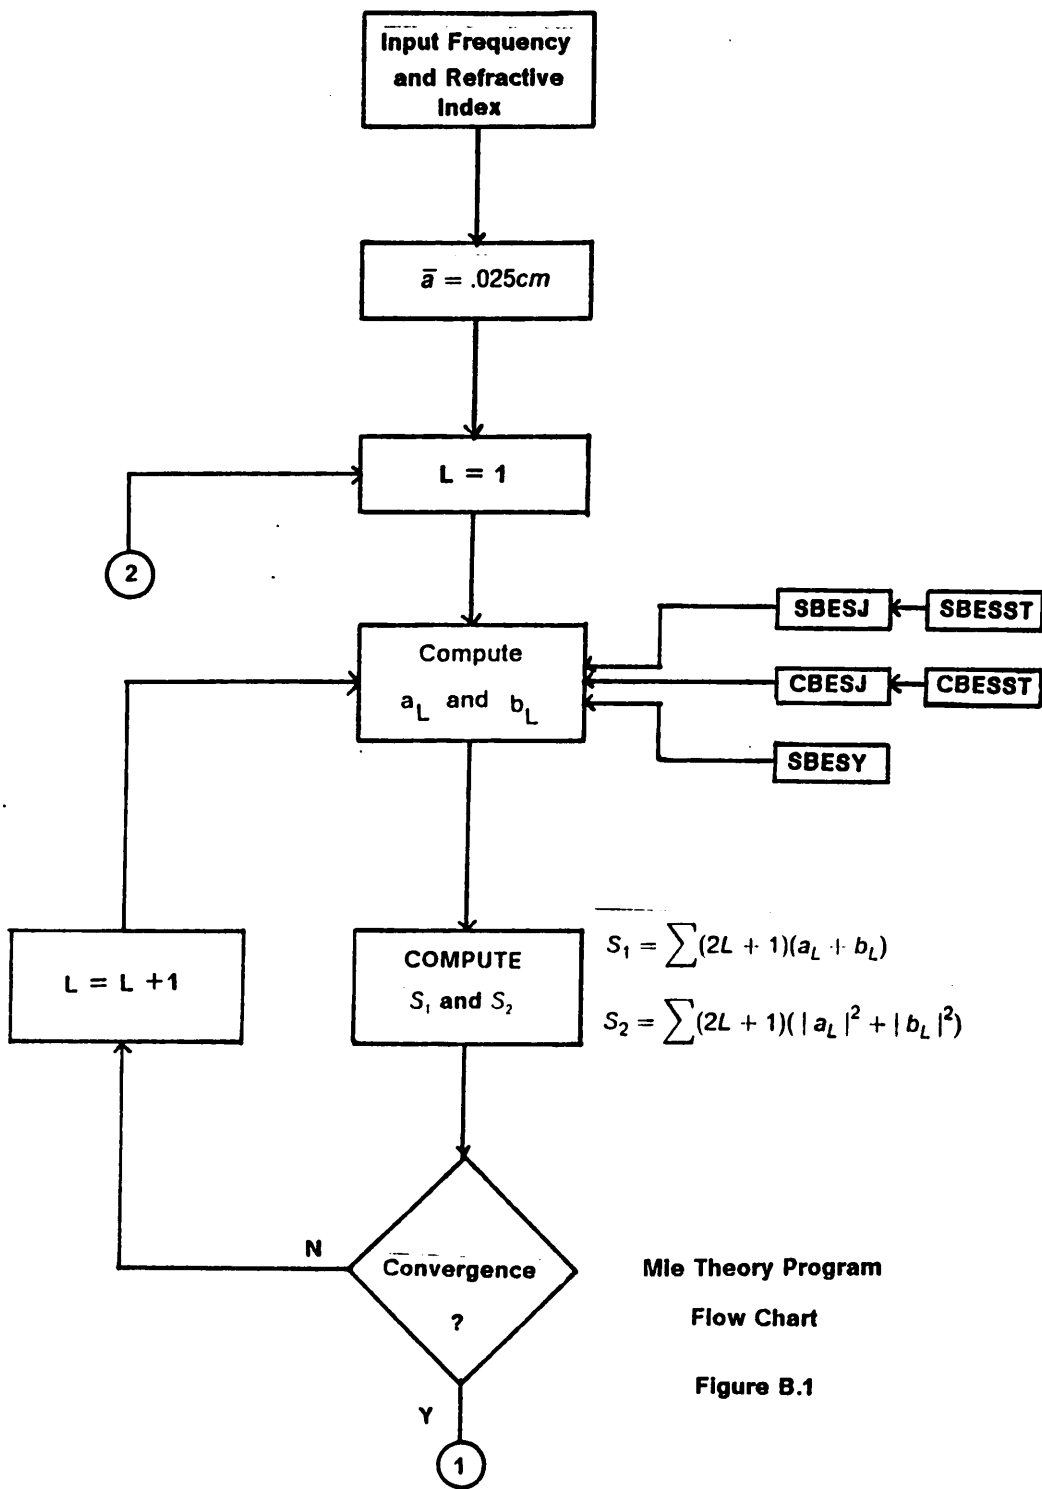 Input Frequency
and Refractive
Index
ā = .025cm
L = 1
2
Compute
a_L and b_L
SBESJ
SBESST
CBESJ
CBESST
SBESY
L = L +1
COMPUTE
S₁ and S₂
S₁ = ∑(2L + 1)(a_L + b_L)
S₂ = ∑(2L + 1)(| a_L |² + | b_L |²)
N
Convergence
?
Y
1
Mie Theory Program
Flow Chart
Figure B.1